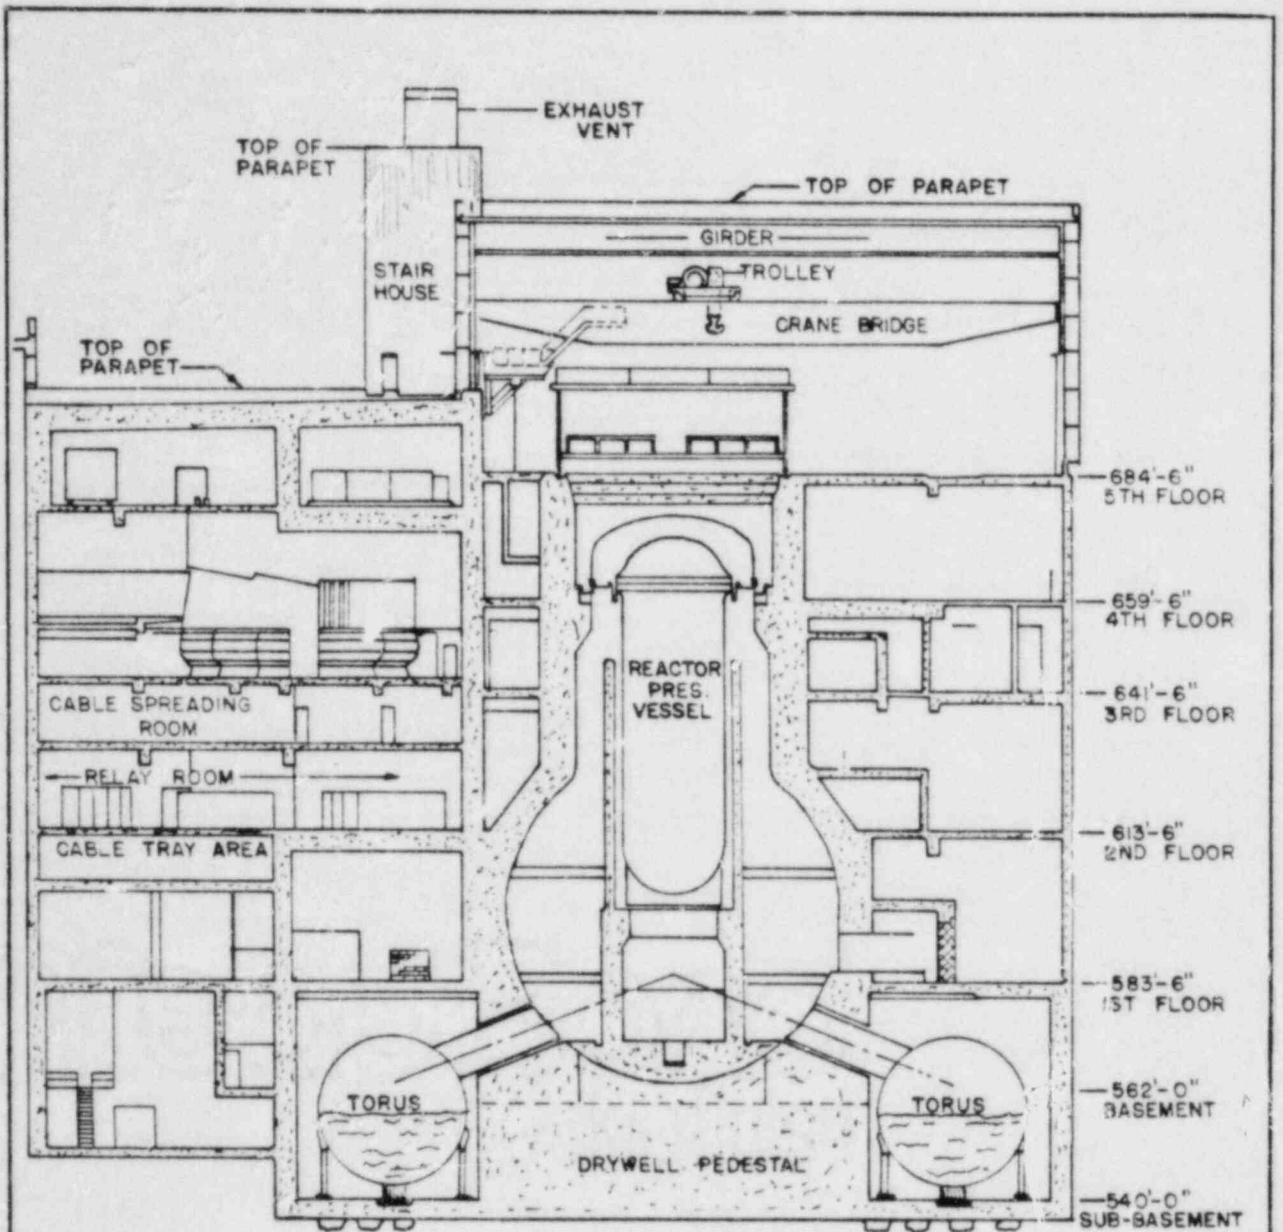 EXHAUST
VENT
TOP OF
PARAPET
TOP OF PARAPET
GIRDER
TROLLEY
STAIR
HOUSE
CRANE BRIDGE
TOP OF
PARAPET
684'-6"
5TH FLOOR
659'-6"
4TH FLOOR
REACTOR
PRES.
VESSEL
641'-6"
3RD FLOOR
CABLE SPREADING
ROOM
RELAY ROOM
613'-6"
2ND FLOOR
CABLE TRAY AREA
583'-6"
1ST FLOOR
562'-0"
BASEMENT
TORUS
TORUS
DRYWELL PEDESTAL
540'-0"
SUB-BASEMENT